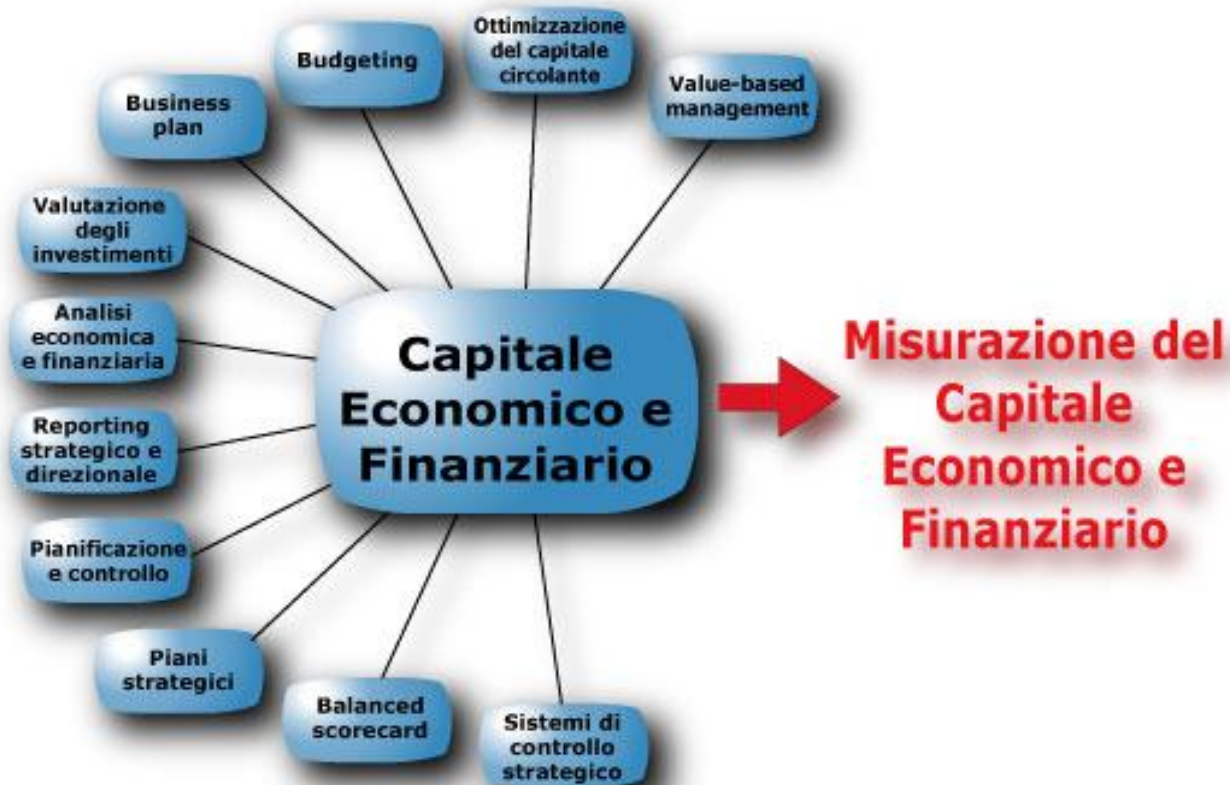 Ottimizzazione
del capitale
circolante
Budgeting
Value-based
management
Business
plan
Valutazione
degli
investimenti
Analisi
economica
e finanziaria
Reporting
strategico e
direzionale
Pianificazione
e controllo
Piani
strategici
Balanced
scorecard
Sistemi di
controllo
strategico
Capitale
Economico e
Finanziario
Misurazione del
Capitale
Economico e
Finanziario